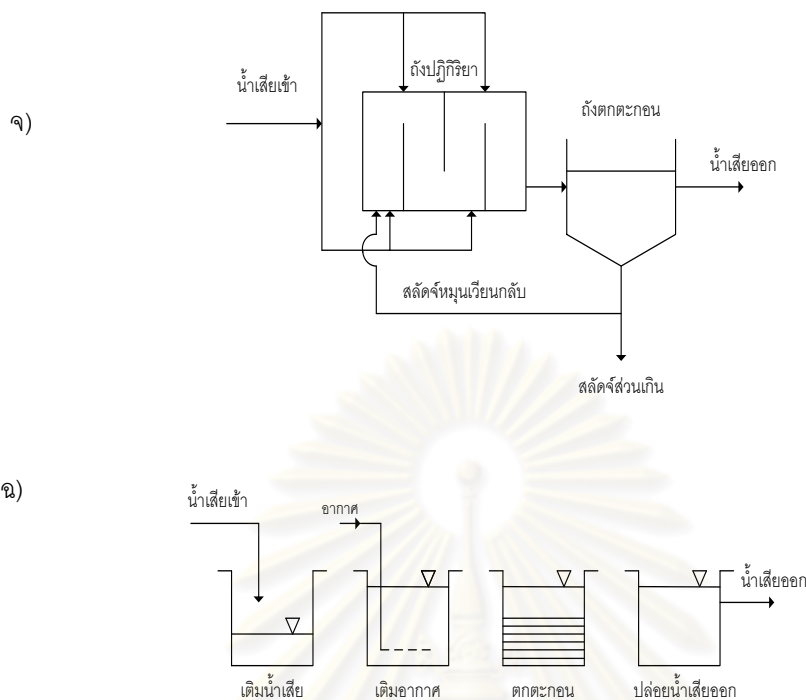 จ)
น้ำเสียเข้า
ถังปฏิกิริยา
ถังตกตะกอน
น้ำเสียออก
สลัดจ์หมุนเวียนกลับ
สลัดจ์ส่วนเกิน
ฉ)
น้ำเสียเข้า
อากาศ
น้ำเสียออก
เติมน้ำเสีย
เติมอากาศ
ตกตะกอน
ปล่อยน้ำเสียออก